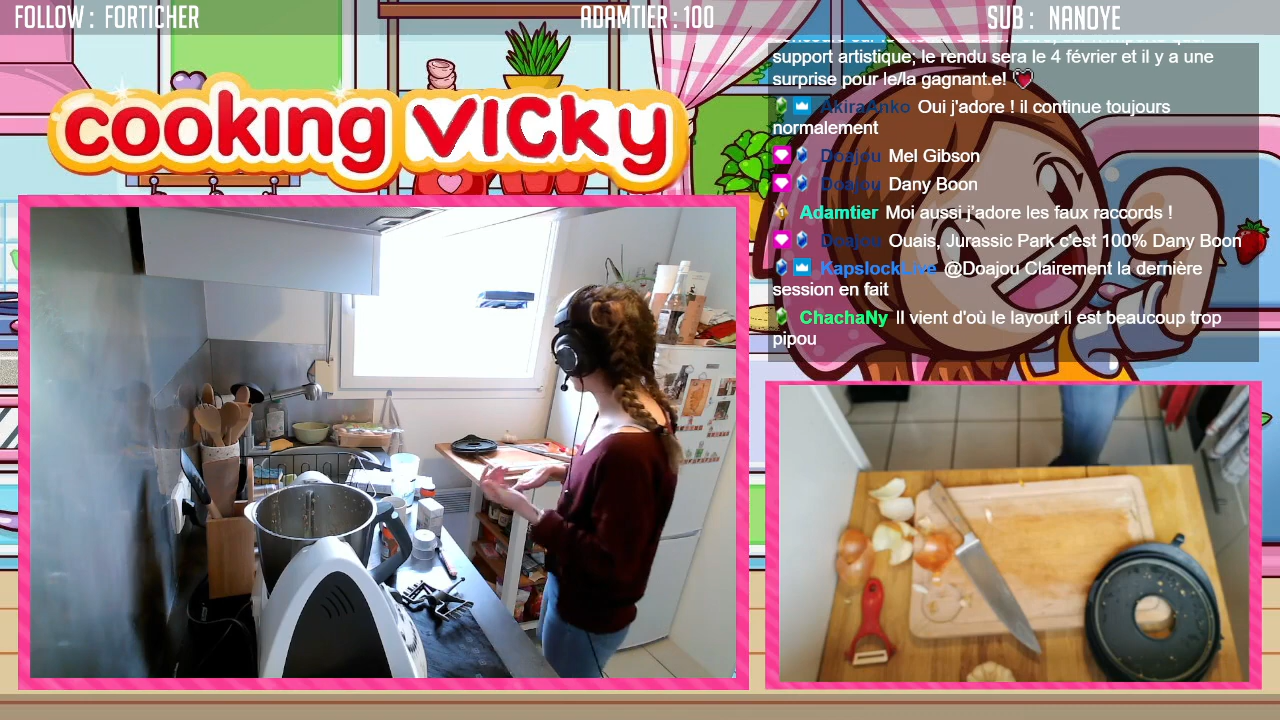 FOLLOW : FORTICHER
ADAMTIER : 100
SUB : NANOYE
cooking VICKY
support artistique; le rendu sera le 4 février et il y a une
surprise pour le/la gagnant.e!
AkiraAnko Oui j'adore ! il continue toujours
normalement
Doajou Mel Gibson
Doajou Dany Boon
Adamtier Moi aussi j'adore les faux raccords !
Doajou Ouais, Jurassic Park c'est 100% Dany Boon
KapslockLive @Doajou Clairement la dernière
session en fait
ChachaNy Il vient d'où le layout il est beaucoup trop
pipou